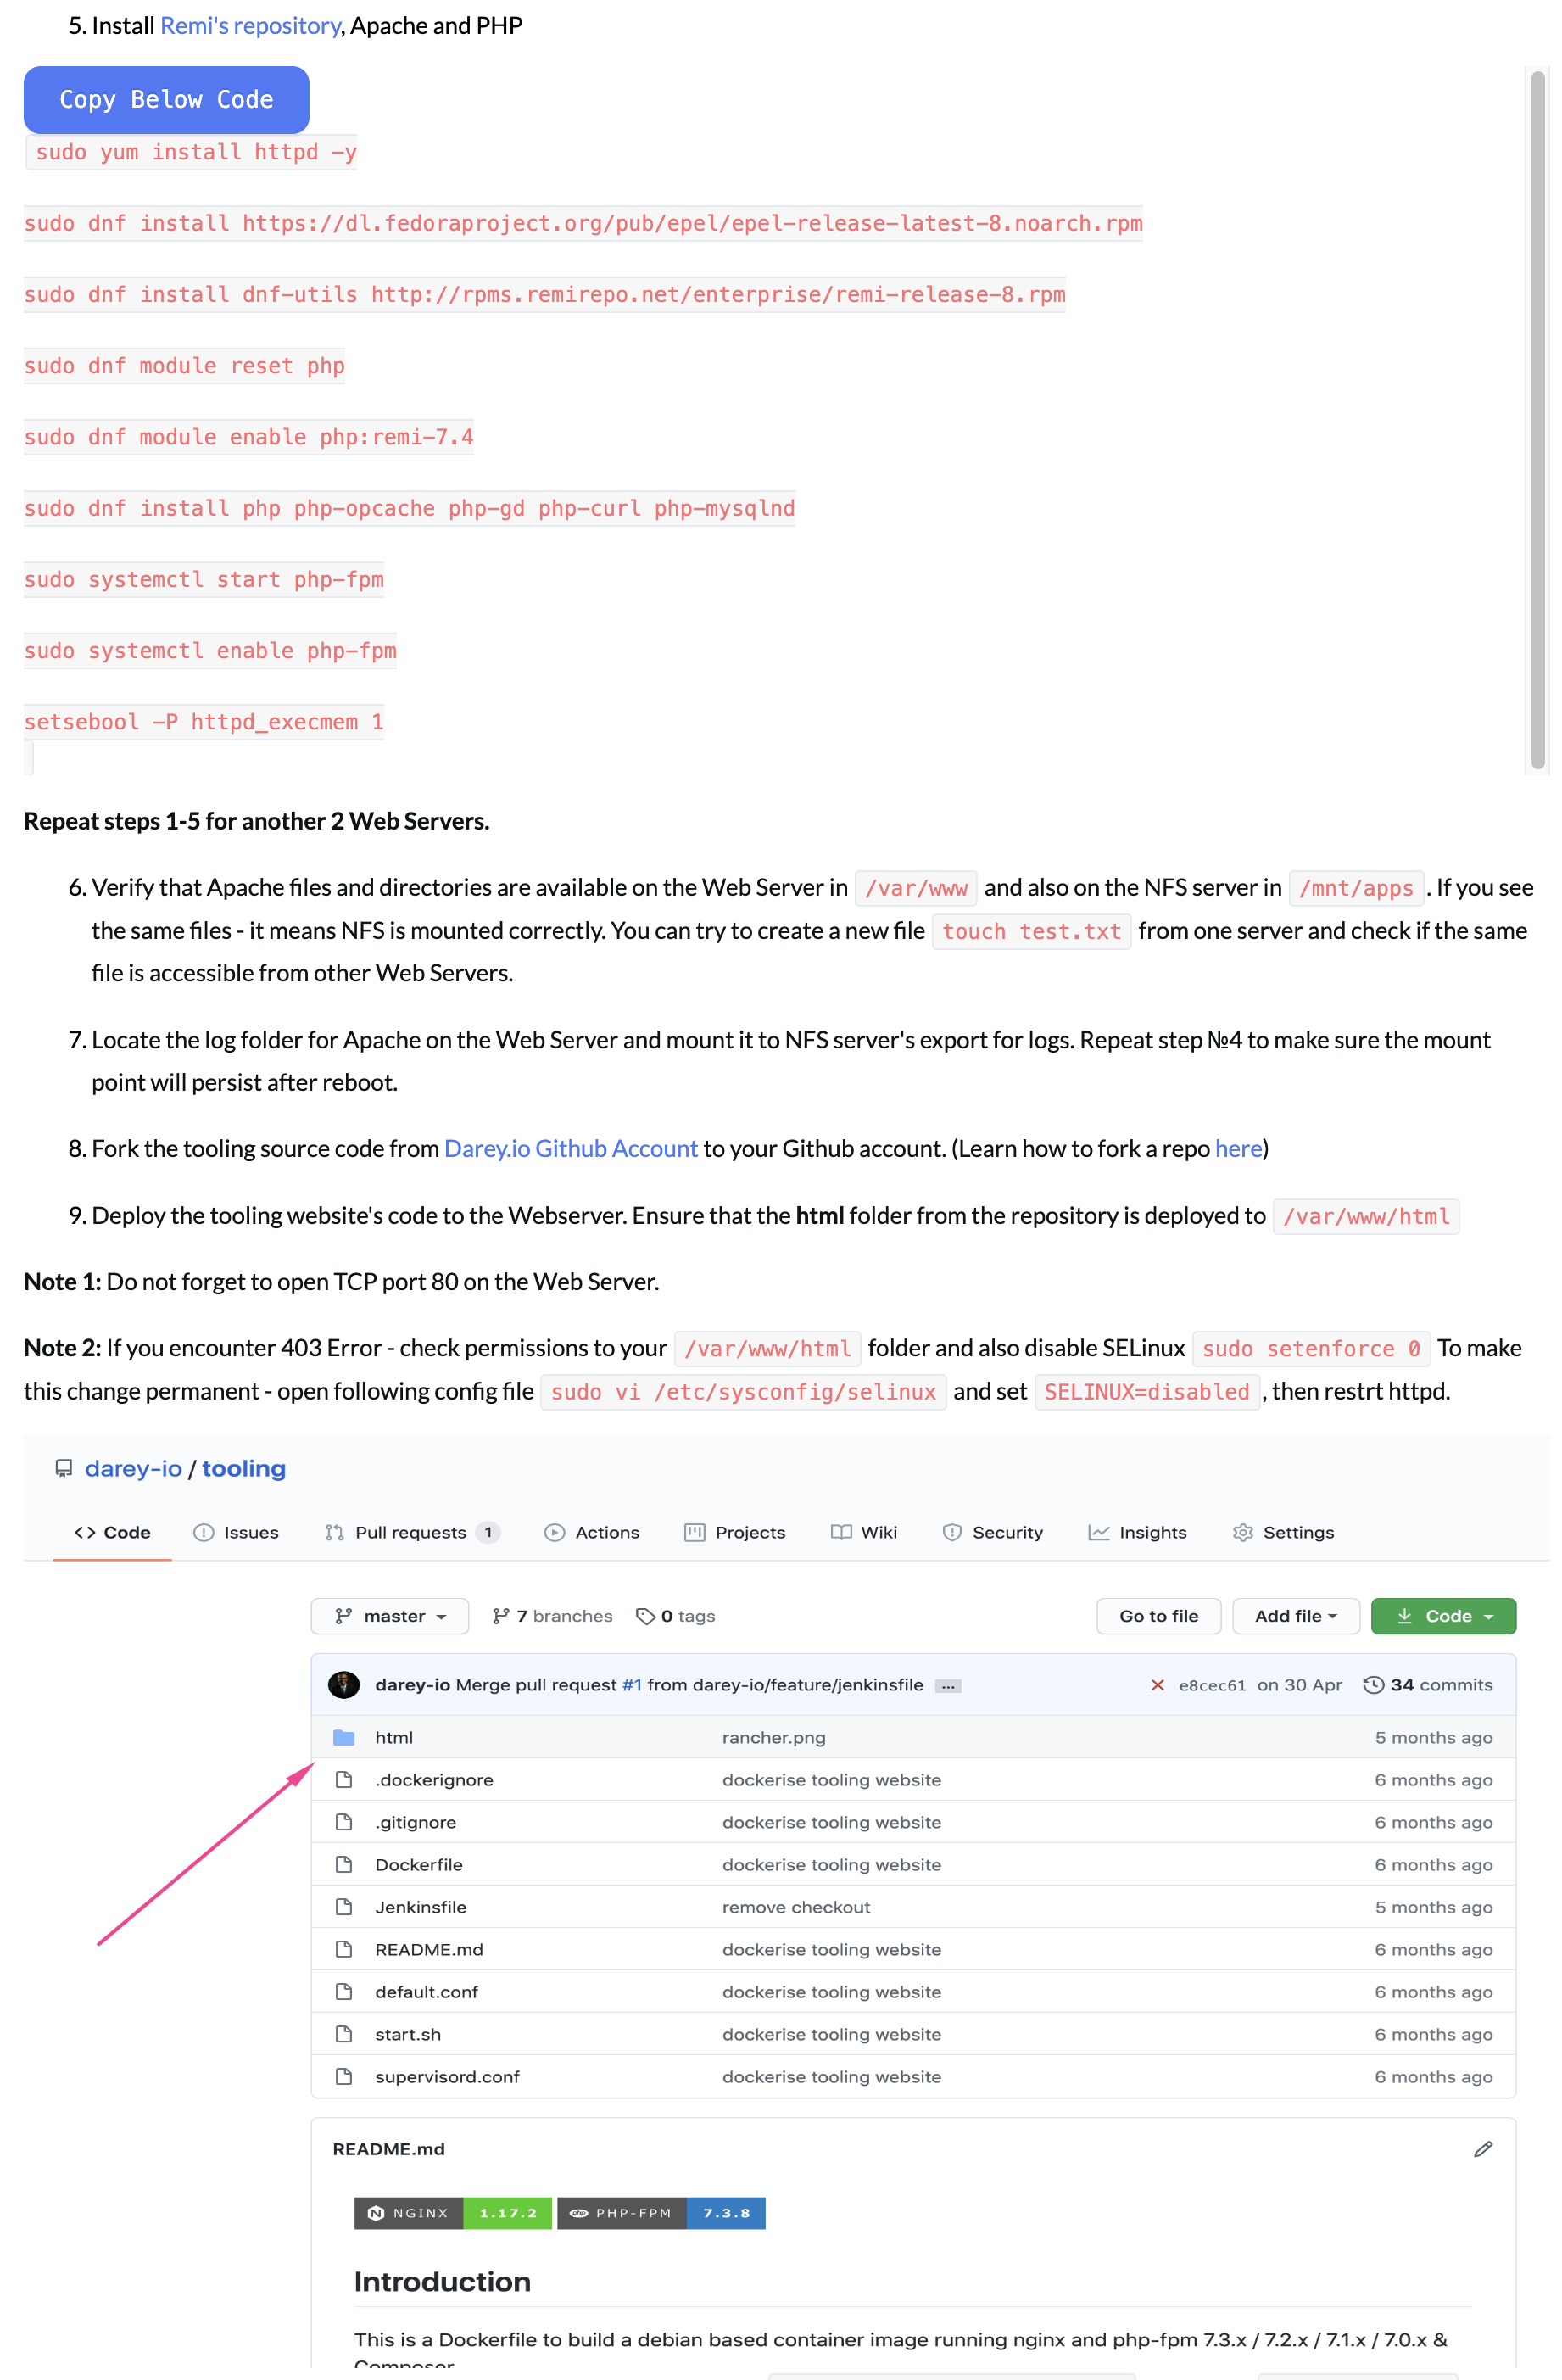 5. Install Remi's repository, Apache and PHP
Copy Below Code
sudo yum install httpd -y
sudo dnf install https://dl.fedoraproject.org/pub/epel/epel-release-latest-8.noarch.rpm
sudo dnf install dnf-utils http://rpms.remirepo.net/enterprise/remi-release-8.rpm
sudo dnf module reset php
sudo dnf module enable php:remi-7.4
sudo dnf install php php-opcache php-gd php-curl php-mysqlnd
sudo systemctl start php-fpm
sudo systemctl enable php-fpm
setsebool -P httpd_execmem 1
Repeat steps 1-5 for another 2 Web Servers.
6. Verify that Apache files and directories are available on the Web Server in /var/www and also on the NFS server in /mnt/apps . If you see
the same files - it means NFS is mounted correctly. You can try to create a new file touch test.txt from one server and check if the same
file is accessible from other Web Servers.
7. Locate the log folder for Apache on the Web Server and mount it to NFS server's export for logs. Repeat step №4 to make sure the mount
point will persist after reboot.
8. Fork the tooling source code from Darey.io Github Account to your Github account. (Learn how to fork a repo here)
9. Deploy the tooling website's code to the Webserver. Ensure that the html folder from the repository is deployed to /var/www/html
Note 1: Do not forget to open TCP port 80 on the Web Server.
Note 2: If you encounter 403 Error - check permissions to your /var/www/html folder and also disable SELinux sudo setenforce 0 To make
this change permanent - open following config file sudo vi /etc/sysconfig/selinux and set SELINUX=disabled , then restrt httpd.
darey-io / tooling
<> Code Issues Pull requests 1 Actions Projects Wiki Security Insights Settings
master 7 branches 0 tags Go to file Add file Code
darey-io Merge pull request #1 from darey-io/feature/jenkinsfile ... e8cec61 on 30 Apr 34 commits
html rancher.png 5 months ago
.dockerignore dockerise tooling website 6 months ago
.gitignore dockerise tooling website 6 months ago
Dockerfile dockerise tooling website 6 months ago
Jenkinsfile remove checkout 5 months ago
README.md dockerise tooling website 6 months ago
default.conf dockerise tooling website 6 months ago
start.sh dockerise tooling website 6 months ago
supervisord.conf dockerise tooling website 6 months ago
README.md
NGINX 1.17.2 php PHP-FPM 7.3.8
Introduction
This is a Dockerfile to build a debian based container image running nginx and php-fpm 7.3.x / 7.2.x / 7.1.x / 7.0.x &
Composer